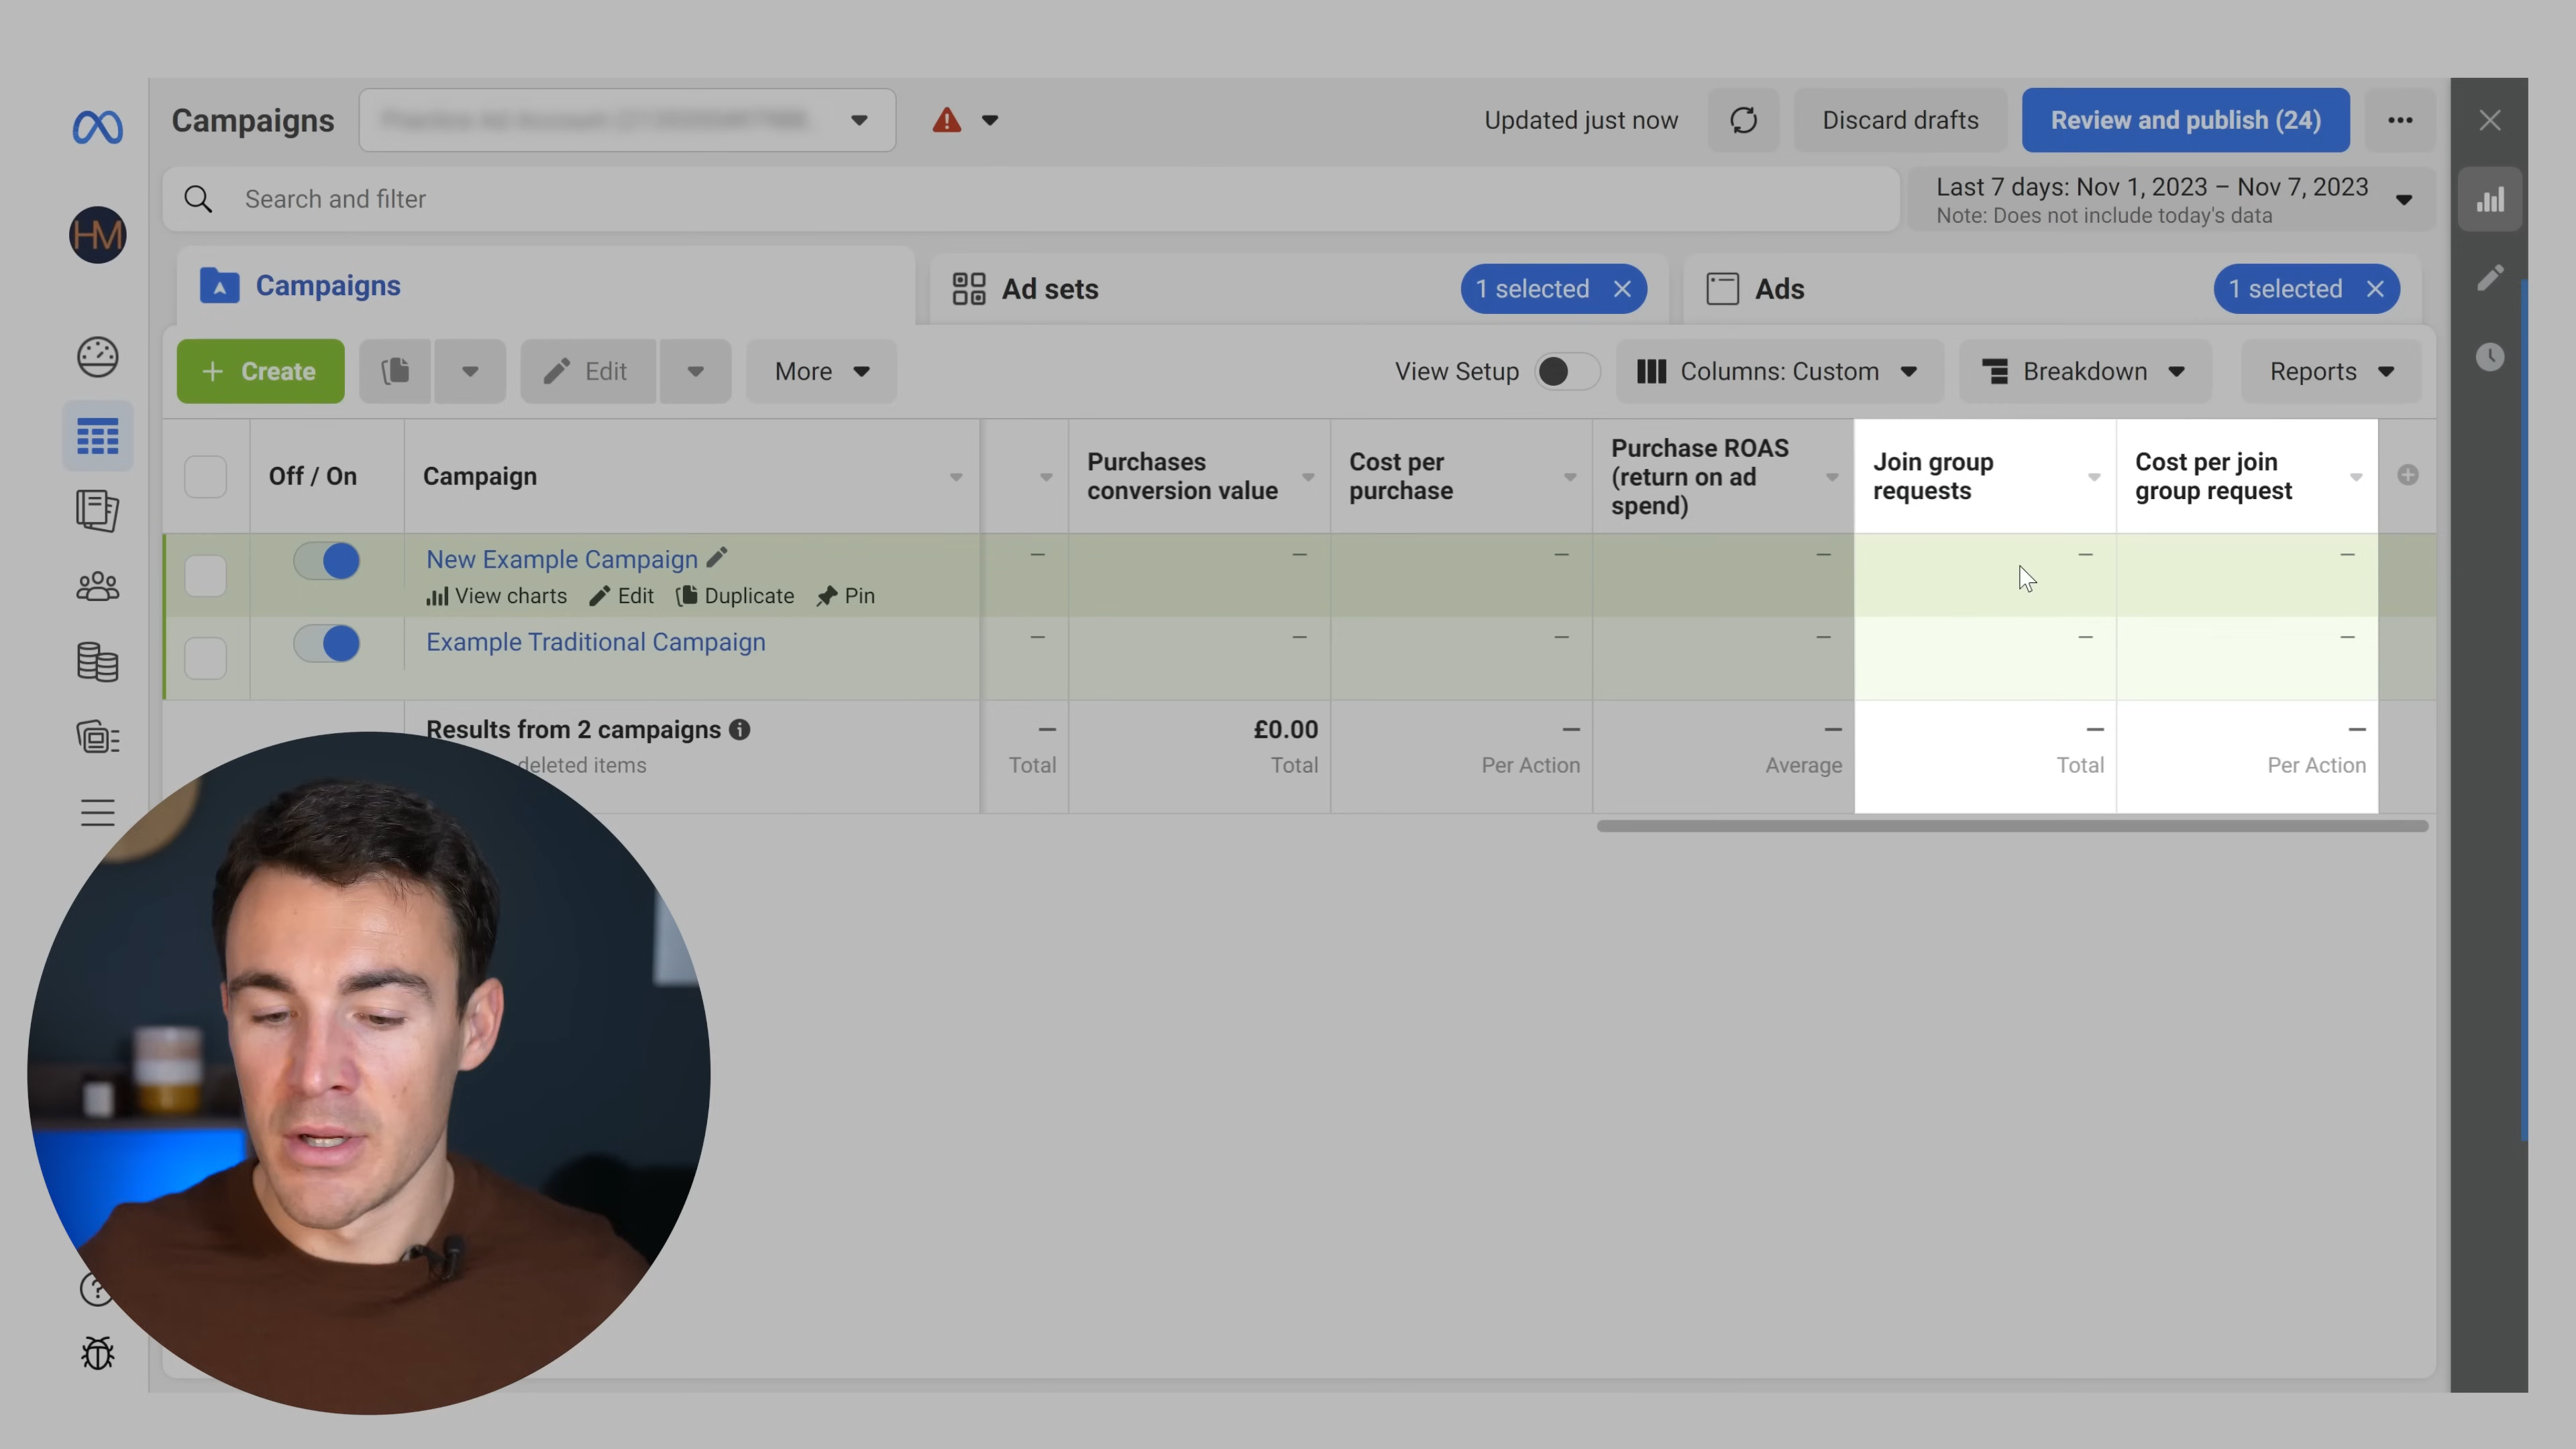 Campaigns
Updated just now
Discard drafts
Review and publish (24)
HM
Search and filter
Last 7 days: Nov 1, 2023 – Nov 7, 2023
Note: Does not include today's data
Campaigns
Ad sets
1 selected
Ads
1 selected
+ Create
Edit
More
View Setup
Columns: Custom
Breakdown
Reports
Off / On
Campaign
Purchases
conversion value
Cost per
purchase
Purchase ROAS
(return on ad
spend)
Join group
requests
Cost per join
group request
New Example Campaign
— — — — — —
View charts
Edit
Duplicate
Pin
Example Traditional Campaign
— — — — — —
Results from 2 campaigns
— £0.00 — — — —
deleted items
Total
Total
Per Action
Average
Total
Per Action